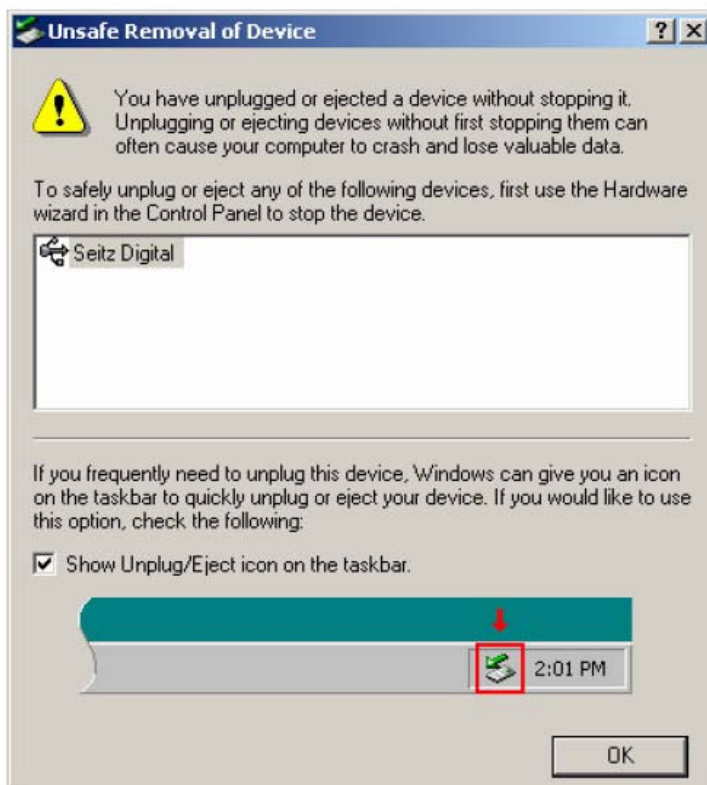 Unsafe Removal of Device
You have unplugged or ejected a device without stopping it.
Unplugging or ejecting devices without first stopping them can
often cause your computer to crash and lose valuable data.
To safely unplug or eject any of the following devices, first use the Hardware
wizard in the Control Panel to stop the device.
Seitz Digital
If you frequently need to unplug this device, Windows can give you an icon
on the taskbar to quickly unplug or eject your device. If you would like to use
this option, check the following:
Show Unplug/Eject icon on the taskbar.
2:01 PM
OK